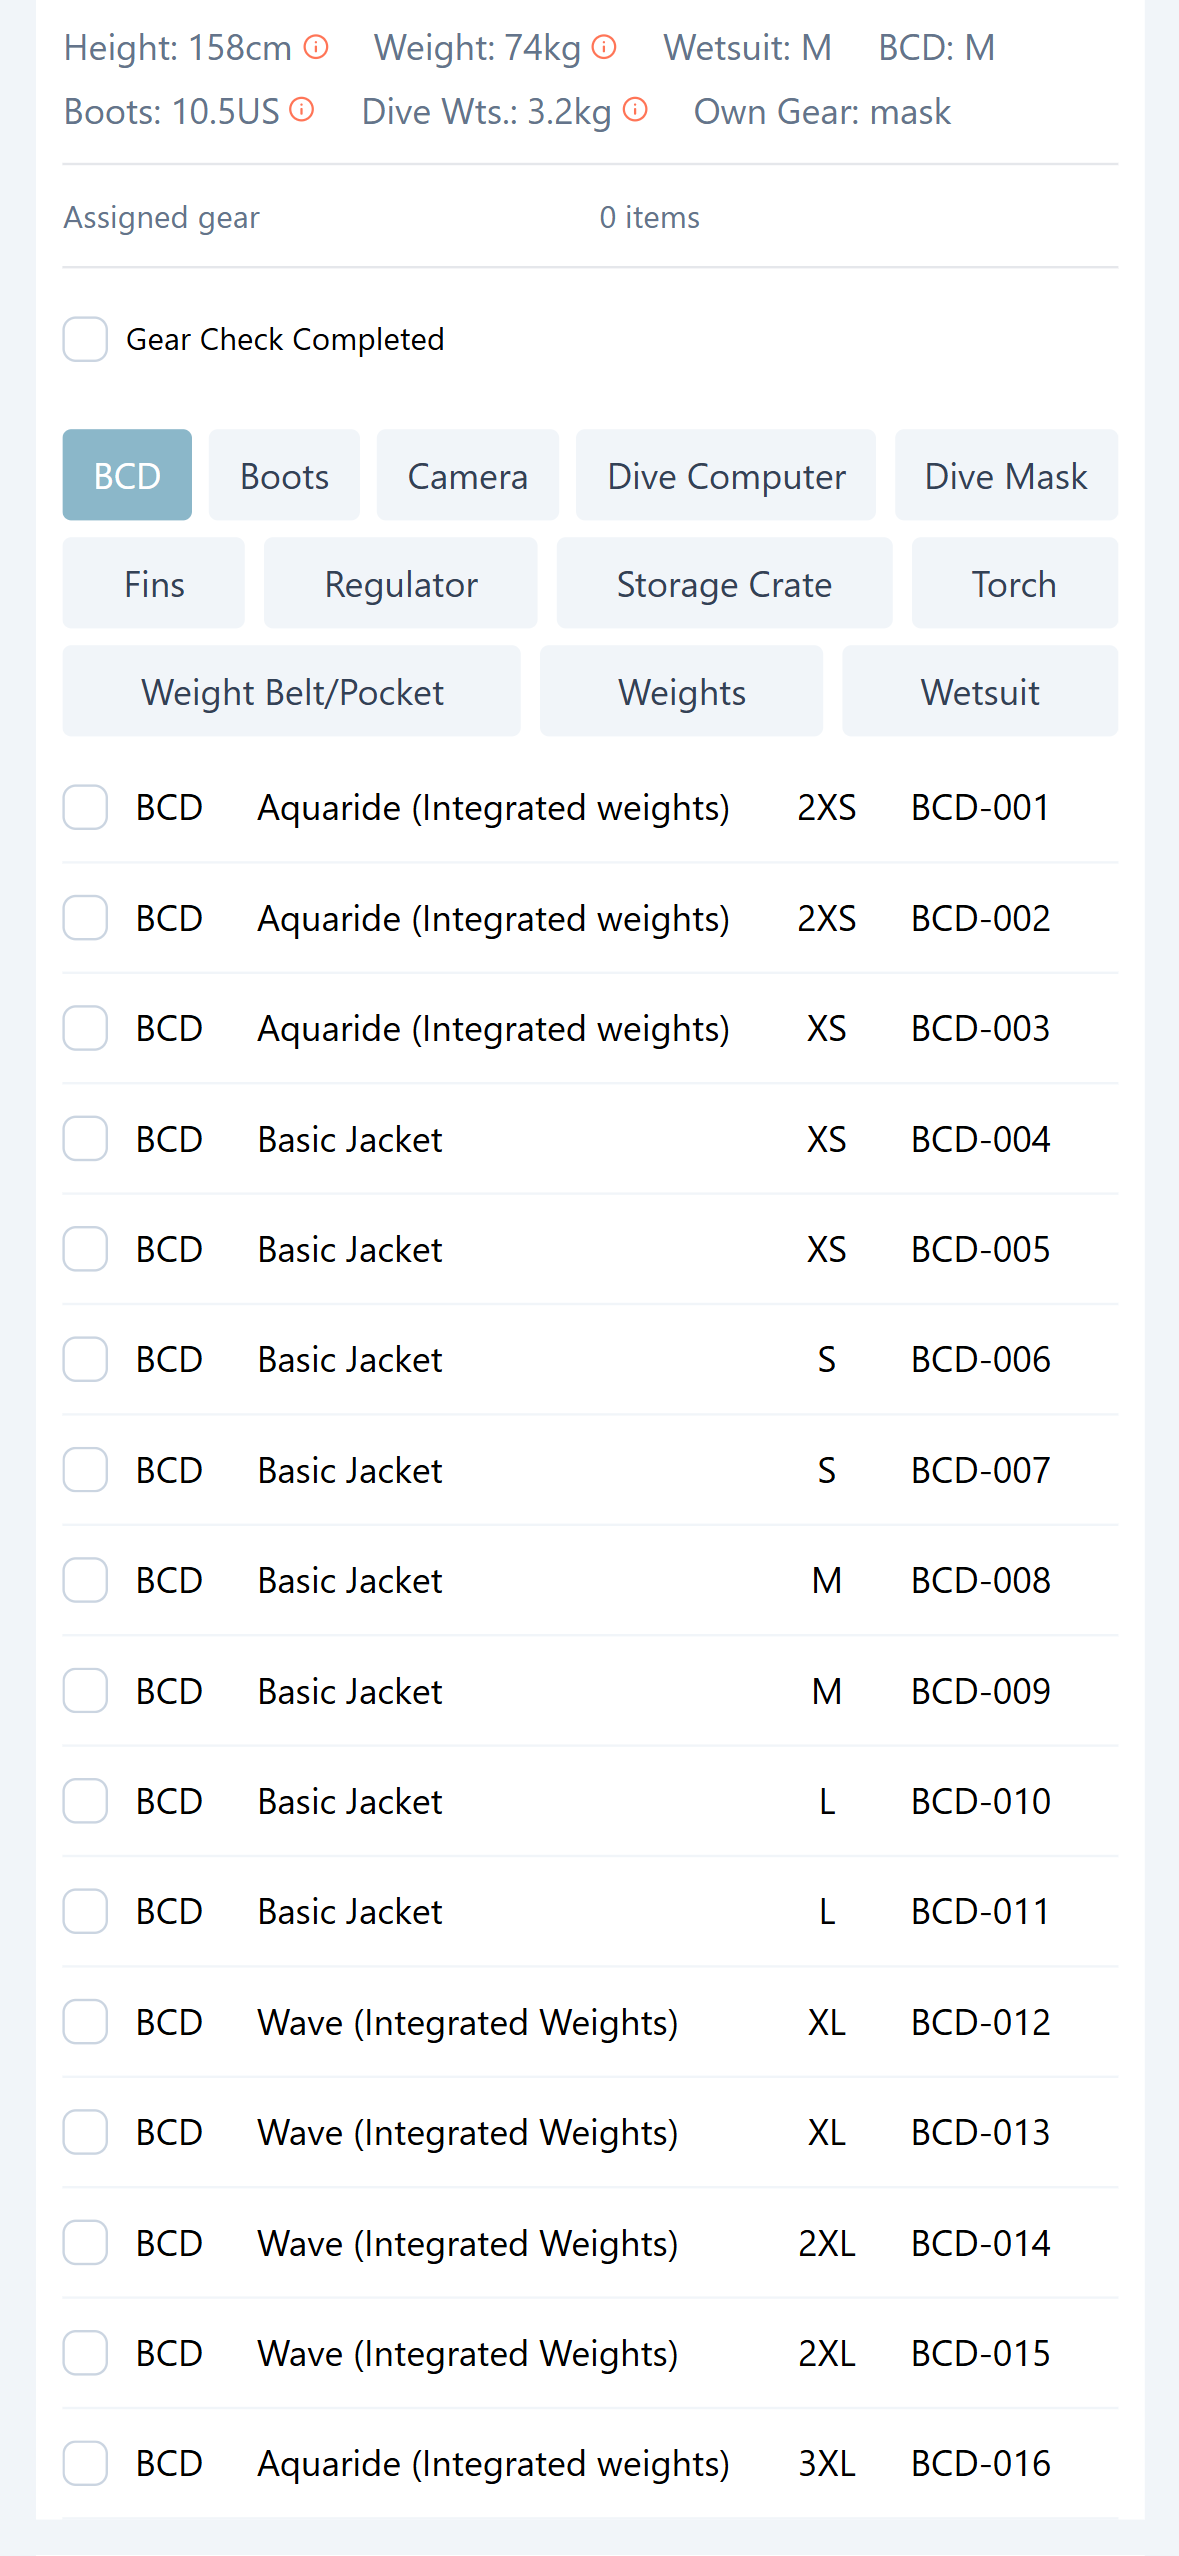 Height: 158cm Weight: 74kg Wetsuit: M BCD: M
Boots: 10.5US Dive Wts.: 3.2kg Own Gear: mask
Assigned gear 0 items
Gear Check Completed
BCD Boots Camera Dive Computer Dive Mask
Fins Regulator Storage Crate Torch
Weight Belt/Pocket Weights Wetsuit
BCD Aquaride (Integrated weights) 2XS BCD-001
BCD Aquaride (Integrated weights) 2XS BCD-002
BCD Aquaride (Integrated weights) XS BCD-003
BCD Basic Jacket XS BCD-004
BCD Basic Jacket XS BCD-005
BCD Basic Jacket S BCD-006
BCD Basic Jacket S BCD-007
BCD Basic Jacket M BCD-008
BCD Basic Jacket M BCD-009
BCD Basic Jacket L BCD-010
BCD Basic Jacket L BCD-011
BCD Wave (Integrated Weights) XL BCD-012
BCD Wave (Integrated Weights) XL BCD-013
BCD Wave (Integrated Weights) 2XL BCD-014
BCD Wave (Integrated Weights) 2XL BCD-015
BCD Aquaride (Integrated weights) 3XL BCD-016